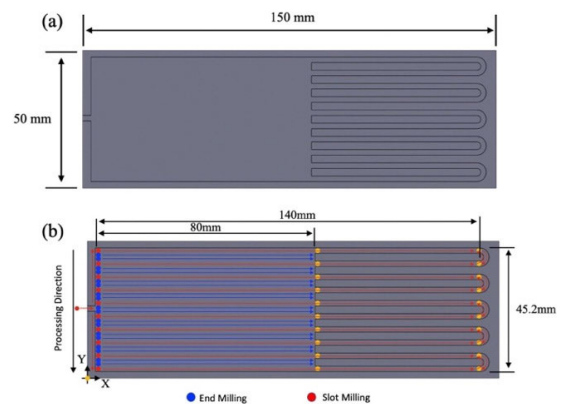 (a)
150 mm
50 mm
(b)
140mm
80mm
Processing Direction
45.2mm
Y
X
End Milling
Slot Milling